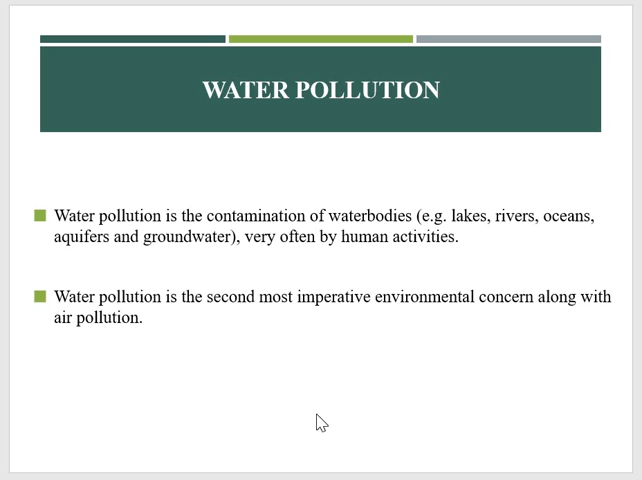 WATER POLLUTION
Water pollution is the contamination of waterbodies (e.g. lakes, rivers, oceans,
aquifers and groundwater), very often by human activities.
Water pollution is the second most imperative environmental concern along with
air pollution.